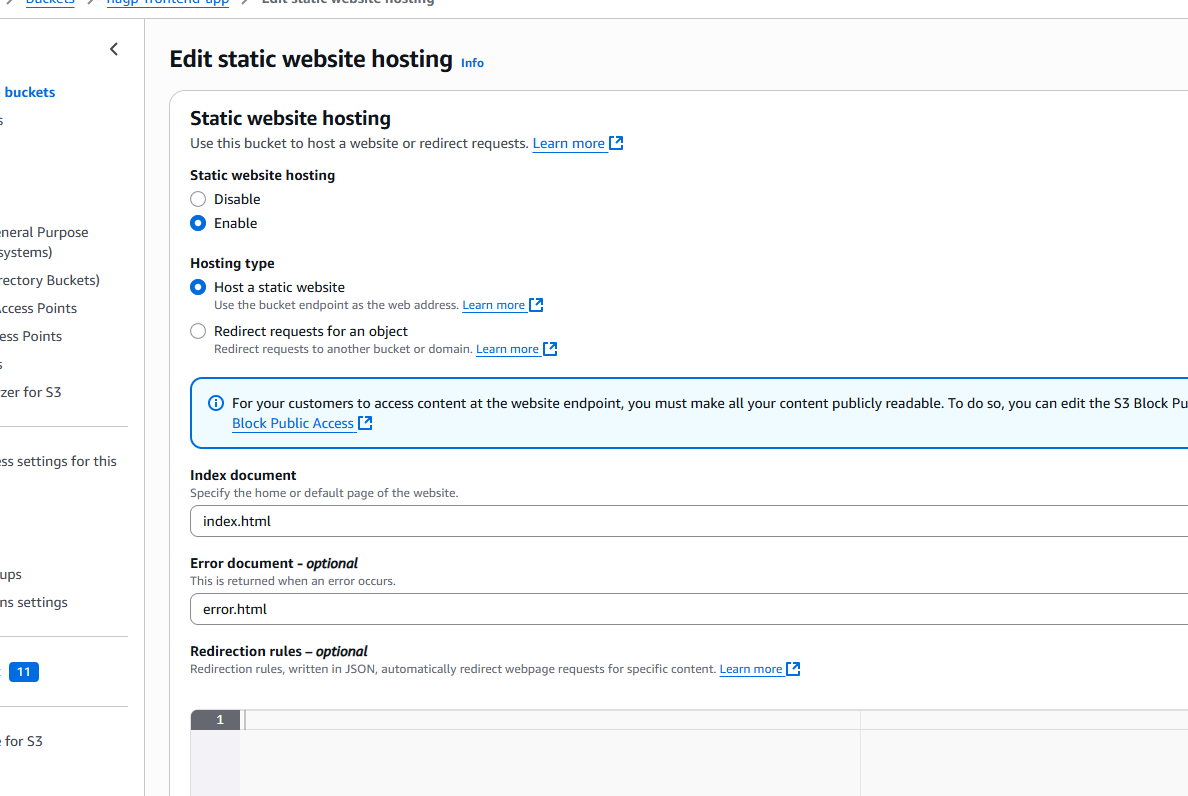 Buckets > nagp-frontend-app > Edit static website hosting
buckets
s
eneral Purpose
systems)
rectory Buckets)
ccess Points
ess Points
s
zer for S3
ess settings for this
ups
ns settings
11
e for S3
Edit static website hosting Info
Static website hosting
Use this bucket to host a website or redirect requests. Learn more
Static website hosting
Disable
Enable
Hosting type
Host a static website
Use the bucket endpoint as the web address. Learn more
Redirect requests for an object
Redirect requests to another bucket or domain. Learn more
For your customers to access content at the website endpoint, you must make all your content publicly readable. To do so, you can edit the S3 Block Pu
Block Public Access
Index document
Specify the home or default page of the website.
index.html
Error document - optional
This is returned when an error occurs.
error.html
Redirection rules – optional
Redirection rules, written in JSON, automatically redirect webpage requests for specific content. Learn more
1